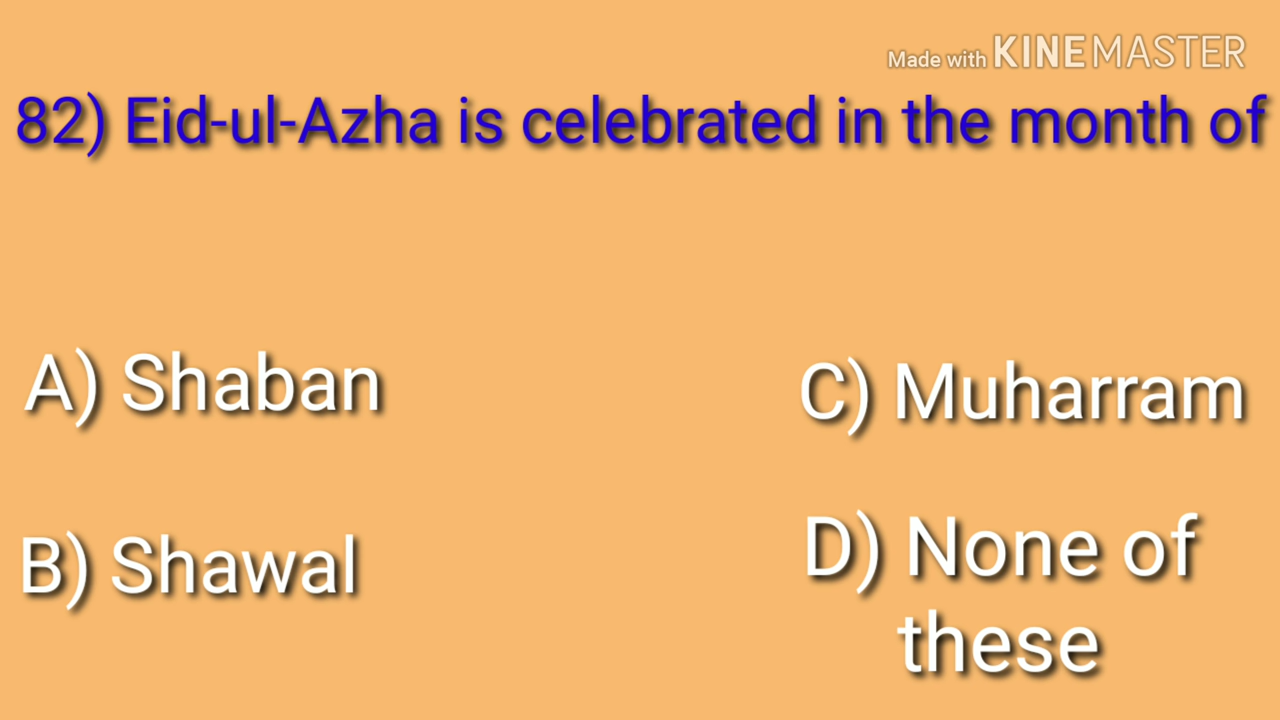 Made with KINEMASTER
82) Eid-ul-Azha is celebrated in the month of
A) Shaban
C) Muharram
B) Shawal
D) None of
these